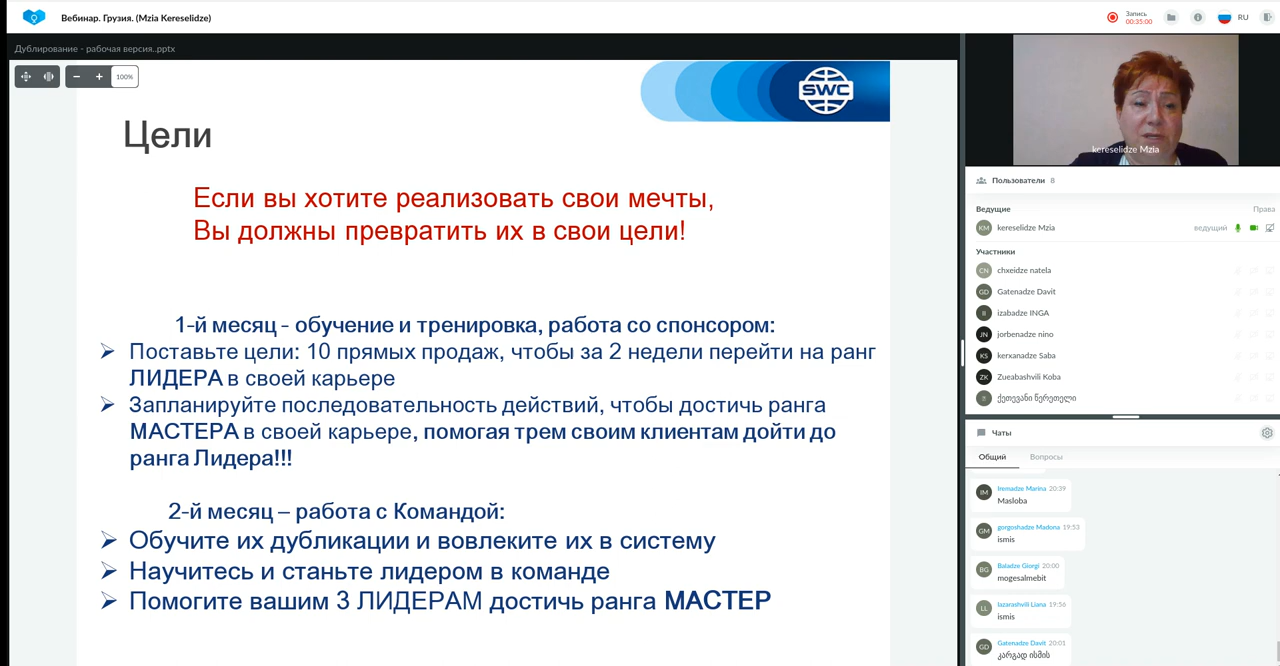 Вебинар. Грузия. (Mzia Kereselidze)
Запись
00:35:00
RU
Дублирование - рабочая версия..pptx
100%
SWC
Цели
Если вы хотите реализовать свои мечты,
Вы должны превратить их в свои цели!
1-й месяц - обучение и тренировка, работа со спонсором:
Поставьте цели: 10 прямых продаж, чтобы за 2 недели перейти на ранг
ЛИДЕРА в своей карьере
Запланируйте последовательность действий, чтобы достичь ранга
МАСТЕРА в своей карьере, помогая трем своим клиентам дойти до
ранга Лидера!!!
2-й месяц – работа с Командой:
Обучите их дубликации и вовлеките их в систему
Научитесь и станьте лидером в команде
Помогите вашим 3 ЛИДЕРАМ достичь ранга МАСТЕР
kereselidze Mzia
Пользователи 8
Ведущие Права
KM kereselidze Mzia ведущий
Участники
CN chxeidze natela
GD Gatenadze Davit
II izabadze INGA
JN jorbenadze nino
KS kerxanadze Saba
ZK Zueabashvili Koba
ქეთევანი წერეთელი
Чаты
Общий Вопросы
IM Iremadze Marina 20:39
Masloba
GM gorgoshadze Madona 19:53
ismis
BG Baladze Giorgi 20:00
mogesalmebit
LL lazarashvili Liana 19:56
ismis
GD Gatenadze Davit 20:01
კარგად ისმის